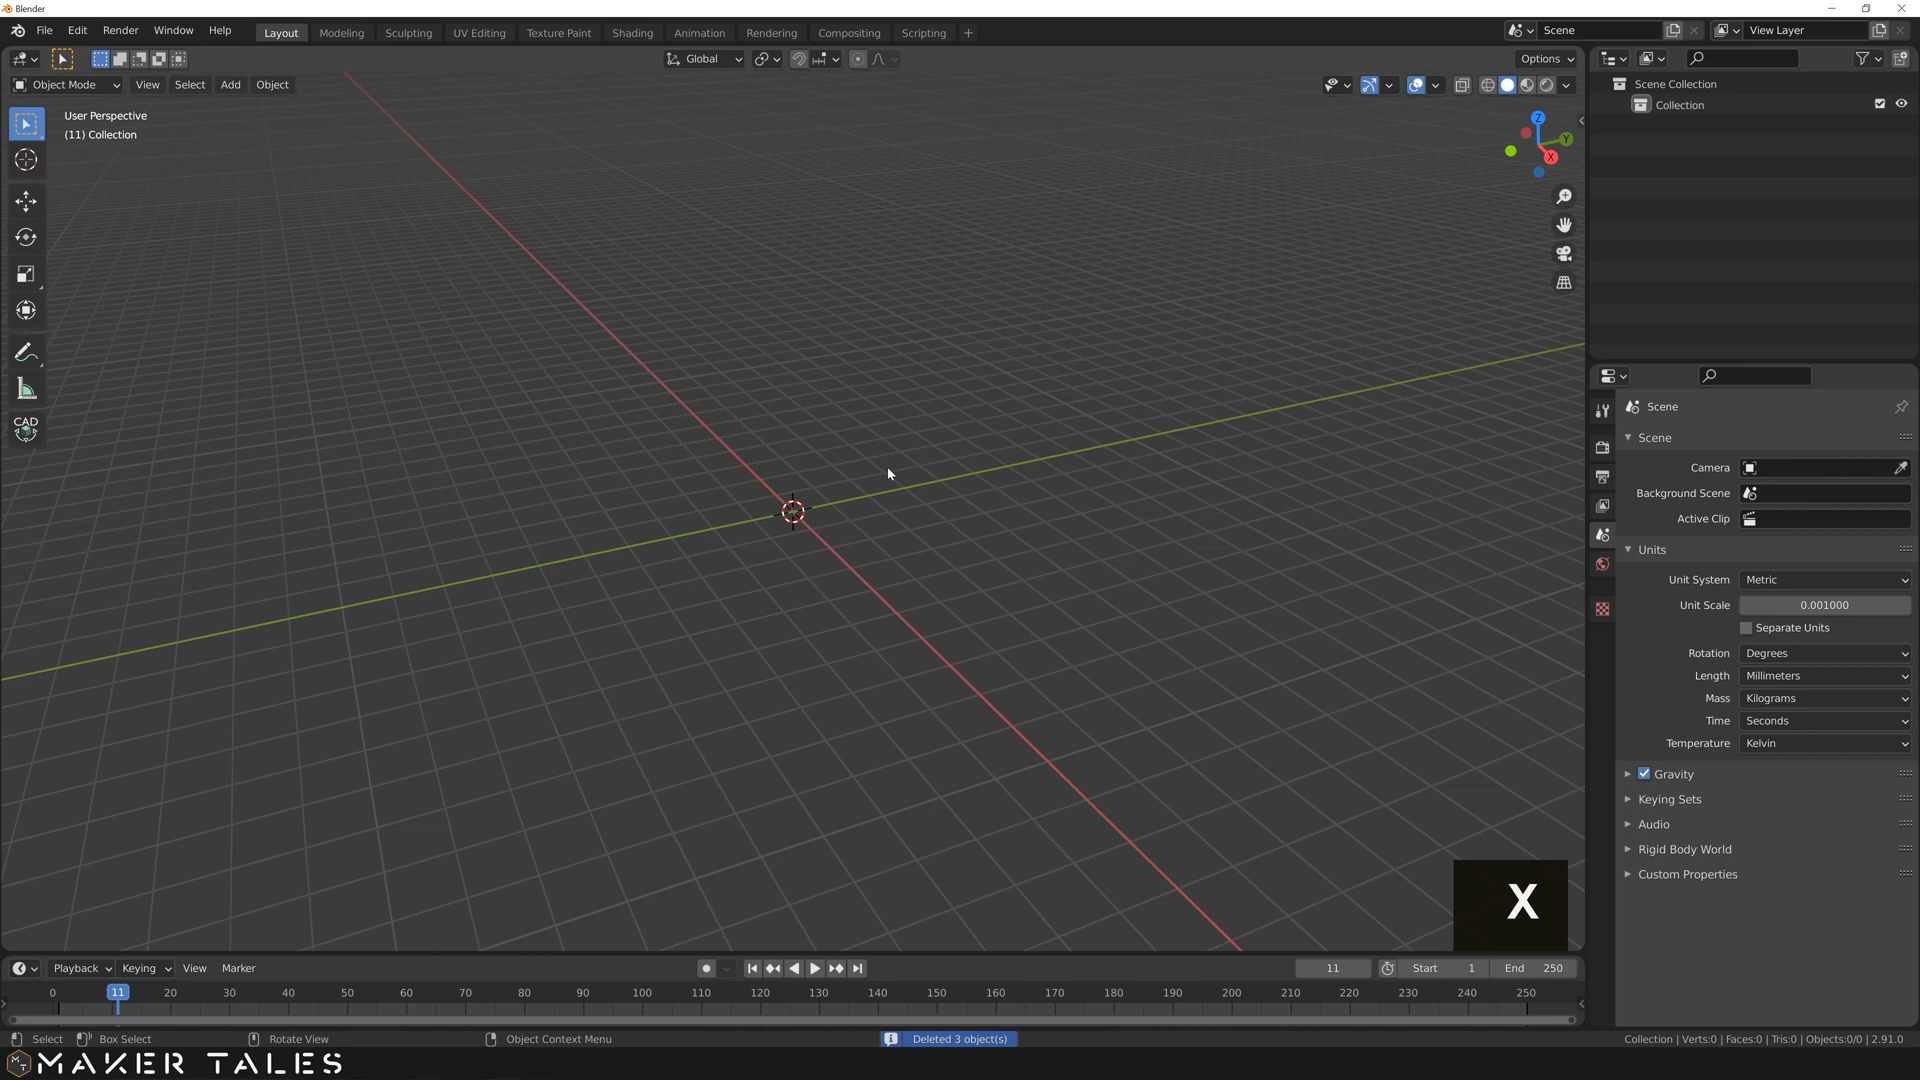 Blender
File Edit Render Window Help Layout Modeling Sculpting UV Editing Texture Paint Shading Animation Rendering Compositing Scripting + Scene View Layer
Global Options
Object Mode View Select Add Object
User Perspective
(11) Collection
Z
Y
X
CAD
Scene Collection
Collection
Scene
Scene
Camera
Background Scene
Active Clip
Units
Unit System Metric
Unit Scale 0.001000
Separate Units
Rotation Degrees
Length Millimeters
Mass Kilograms
Time Seconds
Temperature Kelvin
Gravity
Keying Sets
Audio
Rigid Body World
Custom Properties
X
Playback Keying View Marker 11 Start 1 End 250
0 11 20 30 40 50 60 70 80 90 100 110 120 130 140 150 160 170 180 190 200 210 220 230 240 250
Select Box Select Rotate View Object Context Menu Deleted 3 object(s) Collection | Verts:0 | Faces:0 | Tris:0 | Objects:0/0 | 2.91.0
MAKER TALES